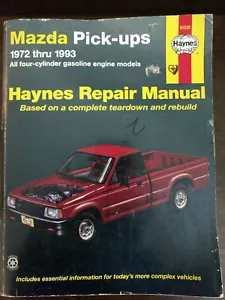 Mazda Pick-ups
1972 thru 1993
All four-cylinder gasoline engine models
Haynes
Haynes Repair Manual
Based on a complete teardown and rebuild
Includes essential information for today's more complex vehicles